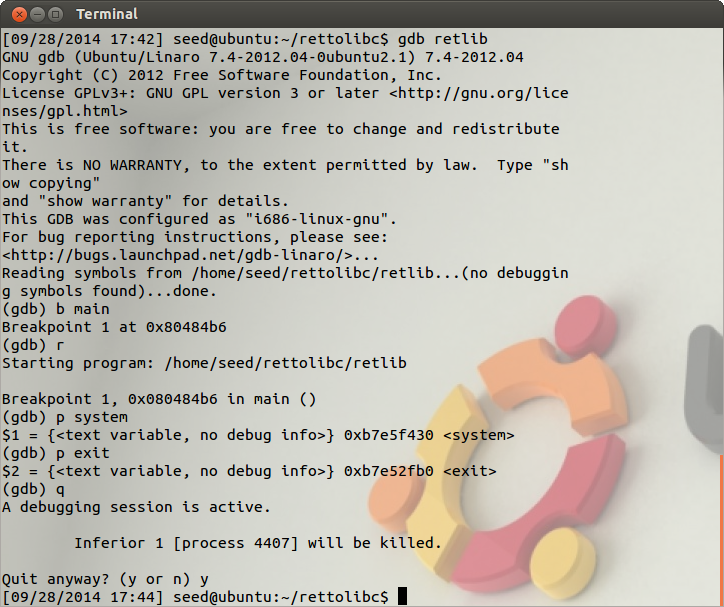 Terminal
[09/28/2014 17:42] seed@ubuntu:~/rettolibc$ gdb retlib
GNU gdb (Ubuntu/Linaro 7.4-2012.04-0ubuntu2.1) 7.4-2012.04
Copyright (C) 2012 Free Software Foundation, Inc.
License GPLv3+: GNU GPL version 3 or later <http://gnu.org/lice
nses/gpl.html>
This is free software: you are free to change and redistribute
it.
There is NO WARRANTY, to the extent permitted by law.  Type "sh
ow copying"
and "show warranty" for details.
This GDB was configured as "i686-linux-gnu".
For bug reporting instructions, please see:
<http://bugs.launchpad.net/gdb-linaro/>...
Reading symbols from /home/seed/rettolibc/retlib...(no debuggin
g symbols found)...done.
(gdb) b main
Breakpoint 1 at 0x80484b6
(gdb) r
Starting program: /home/seed/rettolibc/retlib
Breakpoint 1, 0x080484b6 in main ()
(gdb) p system
$1 = {<text variable, no debug info>} 0xb7e5f430 <system>
(gdb) p exit
$2 = {<text variable, no debug info>} 0xb7e52fb0 <exit>
(gdb) q
A debugging session is active.
Inferior 1 [process 4407] will be killed.
Quit anyway? (y or n) y
[09/28/2014 17:44] seed@ubuntu:~/rettolibc$